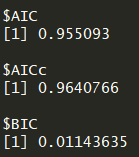 $AIC
[1] 0.955093
$AICc
[1] 0.9640766
$BIC
[1] 0.01143635